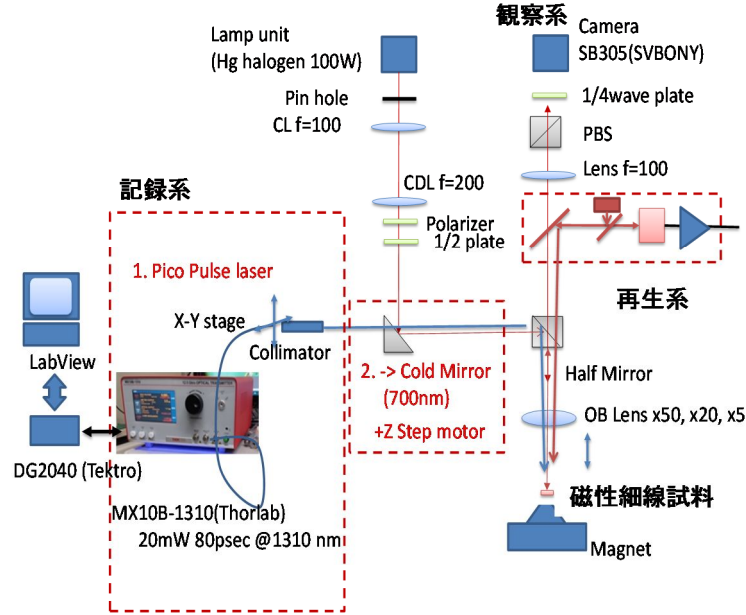 観察系
Lamp unit
(Hg halogen 100W)
Camera
SB305(SVBONY)
Pin hole
1/4wave plate
CL f=100
PBS
Lens f=100
CDL f=200
記録系
Polarizer
1/2 plate
1. Pico Pulse laser
再生系
X-Y stage
Collimator
LabView
2. -> Cold Mirror
(700nm)
+Z Step motor
Half Mirror
OB Lens x50, x20, x5
DG2040 (Tektro)
磁性細線試料
MX10B-1310(Thorlab)
20mW 80psec @1310 nm
Magnet